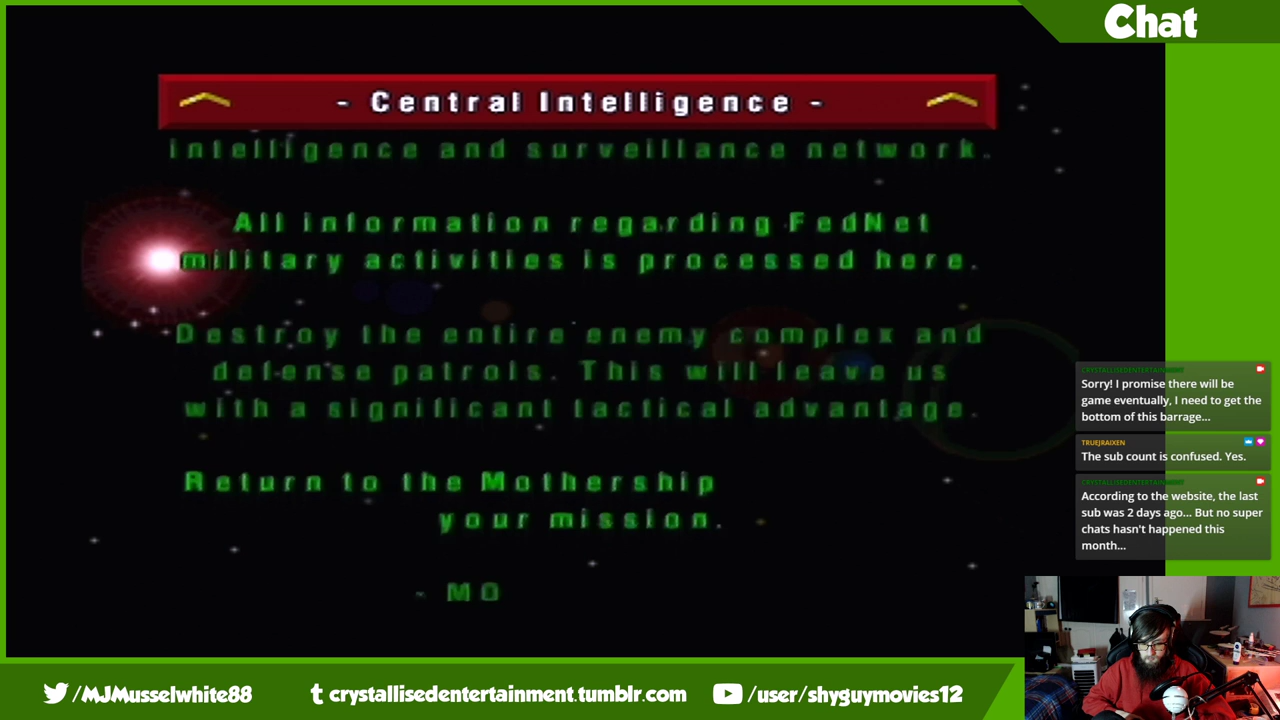 Chat
- Central Intelligence -
intelligence and surveillance network.
All information regarding FedNet
military activities is processed here.
Destroy the entire enemy complex and
defense patrols. This will leave us
with a significant tactical advantage.
Return to the Mothership
your mission.
- MO
CRYSTALLISEDENTERTAINMENT
Sorry! I promise there will be
game eventually, I need to get the
bottom of this barrage...
TRUEJRAIXEN
The sub count is confused. Yes.
CRYSTALLISEDENTERTAINMENT
According to the website, the last
sub was 2 days ago... But no super
chats hasn't happened this
month...
/MJMusselwhite88
t crystallisedentertainment.tumblr.com
/user/shyguymovies12